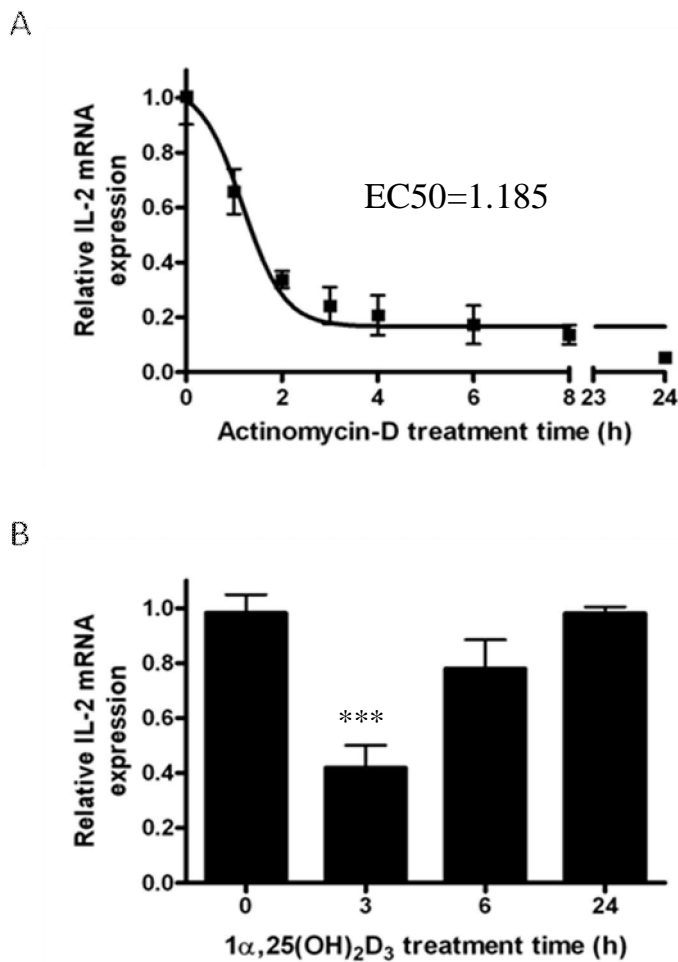 A
Relative IL-2 mRNA
expression
1.0
0.8
0.6
0.4
0.2
0.0
EC50=1.185
0 2 4 6 8 23 24
Actinomycin-D treatment time (h)
B
Relative IL-2 mRNA
expression
1.0
0.8
0.6
0.4
0.2
0.0
***
0 3 6 24
1α,25(OH)₂D₃ treatment time (h)